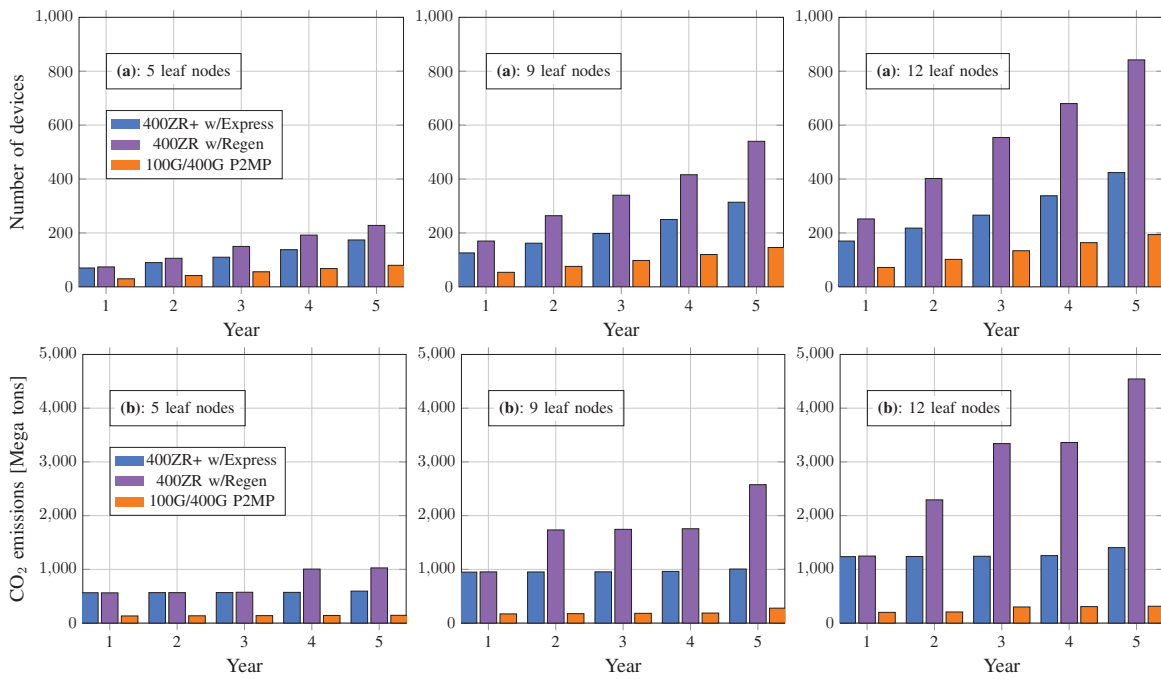 1,000
800
600
400
200
0
Number of devices
(a): 5 leaf nodes
400ZR+ w/Express
400ZR w/Regen
100G/400G P2MP
1 2 3 4 5
Year
1,000
800
600
400
200
0
(a): 9 leaf nodes
1 2 3 4 5
Year
1,000
800
600
400
200
0
(a): 12 leaf nodes
1 2 3 4 5
Year
5,000
4,000
3,000
2,000
1,000
0
CO₂ emissions [Mega tons]
(b): 5 leaf nodes
400ZR+ w/Express
400ZR w/Regen
100G/400G P2MP
1 2 3 4 5
Year
5,000
4,000
3,000
2,000
1,000
0
(b): 9 leaf nodes
1 2 3 4 5
Year
5,000
4,000
3,000
2,000
1,000
0
(b): 12 leaf nodes
1 2 3 4 5
Year